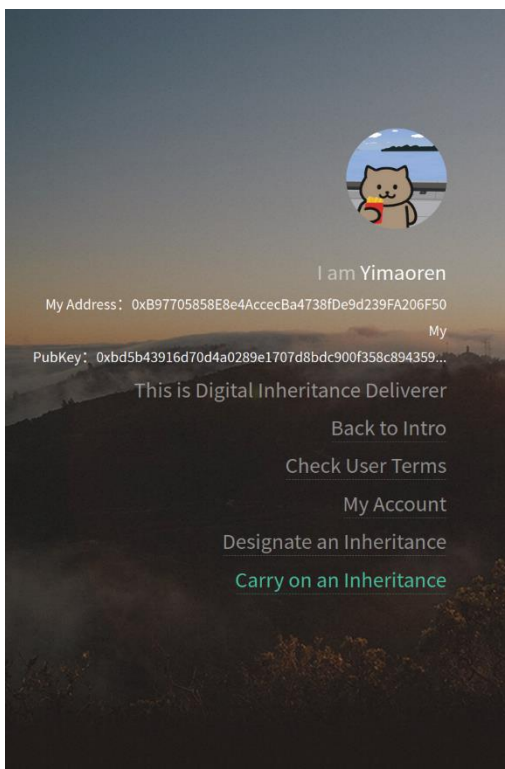 I am Yimaoren
My Address：0xB97705858E8e4AccecBa4738fDe9d239FA206F50
My
PubKey：0xbd5b43916d70d4a0289e1707d8bdc900f358c894359...
This is Digital Inheritance Deliverer
Back to Intro
Check User Terms
My Account
Designate an Inheritance
Carry on an Inheritance